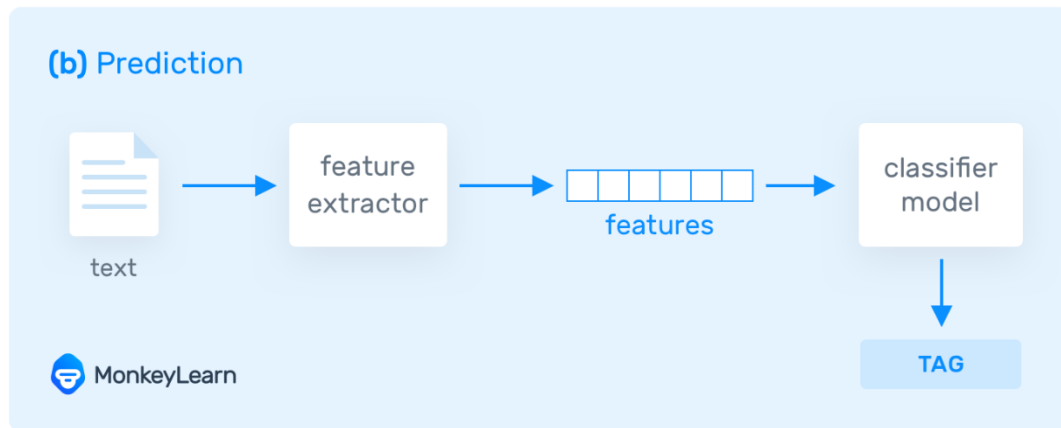 (b) Prediction
feature
extractor
classifier
model
features
text
TAG
MonkeyLearn